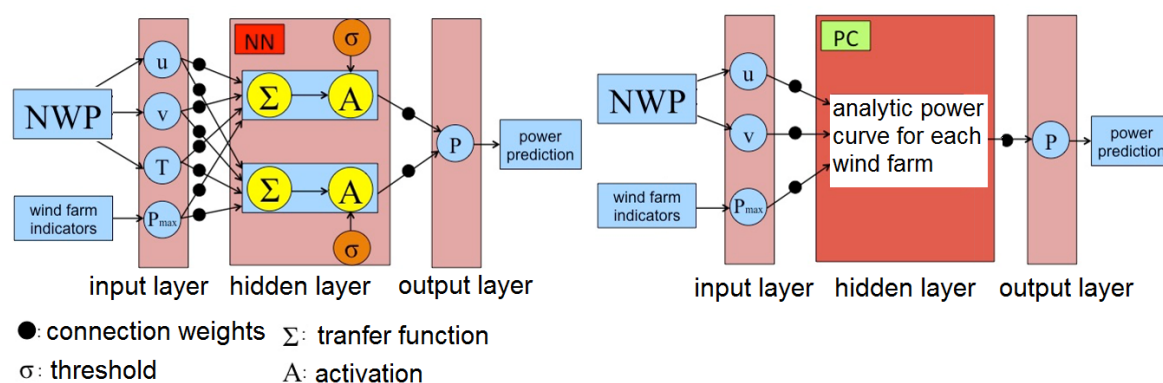 NN
σ
u
Σ
A
NWP
v
P
power
prediction
T
Σ
A
wind farm
indicators
Pmax
σ
input layer
hidden layer
output layer
PC
u
NWP
analytic power
curve for each
wind farm
v
P
power
prediction
wind farm
indicators
Pmax
input layer
hidden layer
output layer
: connection weights
Σ: tranfer function
σ: threshold
A: activation